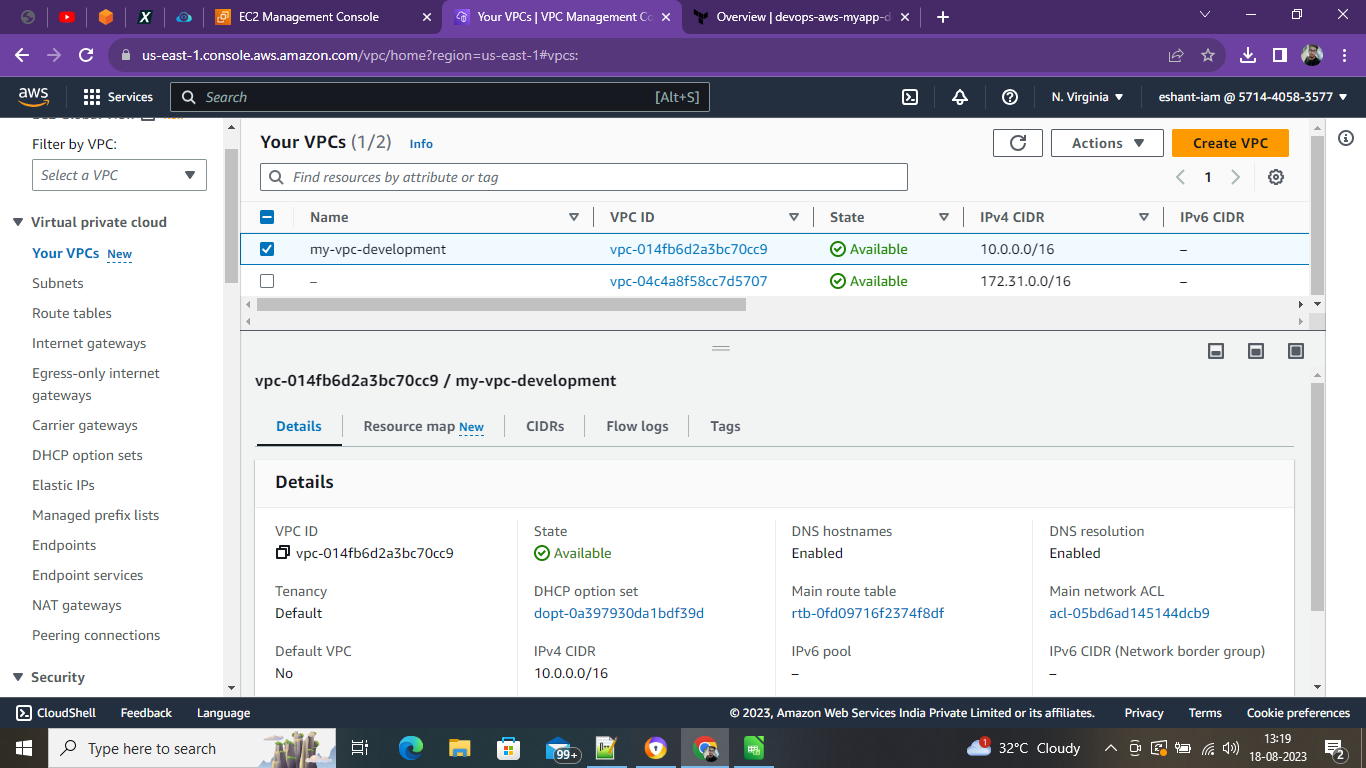 EC2 Management Console
Your VPCs | VPC Management Co
Overview | devops-aws-myapp-d
us-east-1.console.aws.amazon.com/vpc/home?region=us-east-1#vpcs:
aws
Services
Search
[Alt+S]
N. Virginia
eshant-iam @ 5714-4058-3577
Filter by VPC:
Select a VPC
Virtual private cloud
Your VPCs New
Subnets
Route tables
Internet gateways
Egress-only internet
gateways
Carrier gateways
DHCP option sets
Elastic IPs
Managed prefix lists
Endpoints
Endpoint services
NAT gateways
Peering connections
Security
Your VPCs (1/2) Info
Actions
Create VPC
Find resources by attribute or tag
1
Name VPC ID State IPv4 CIDR IPv6 CIDR
my-vpc-development vpc-014fb6d2a3bc70cc9 Available 10.0.0.0/16 –
– vpc-04c4a8f58cc7d5707 Available 172.31.0.0/16 –
vpc-014fb6d2a3bc70cc9 / my-vpc-development
Details Resource map New CIDRs Flow logs Tags
Details
VPC ID
vpc-014fb6d2a3bc70cc9
State
Available
DNS hostnames
Enabled
DNS resolution
Enabled
Tenancy
Default
DHCP option set
dopt-0a397930da1bdf39d
Main route table
rtb-0fd09716f2374f8df
Main network ACL
acl-05bd6ad145144dcb9
Default VPC
No
IPv4 CIDR
10.0.0.0/16
IPv6 pool
–
IPv6 CIDR (Network border group)
–
CloudShell Feedback Language
© 2023, Amazon Web Services India Private Limited or its affiliates. Privacy Terms Cookie preferences
Type here to search
99+
1
32°C Cloudy
13:19
18-08-2023
2